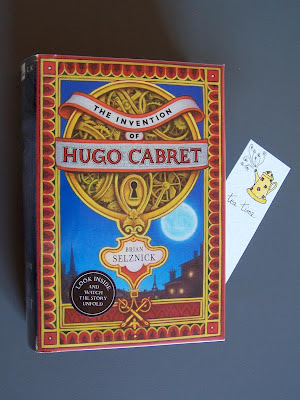 THE INVENTION
OF
HUGO CABRET
BRIAN
SELZNICK
LOOK INSIDE
AND WATCH
THE STORY
UNFOLD
tea time